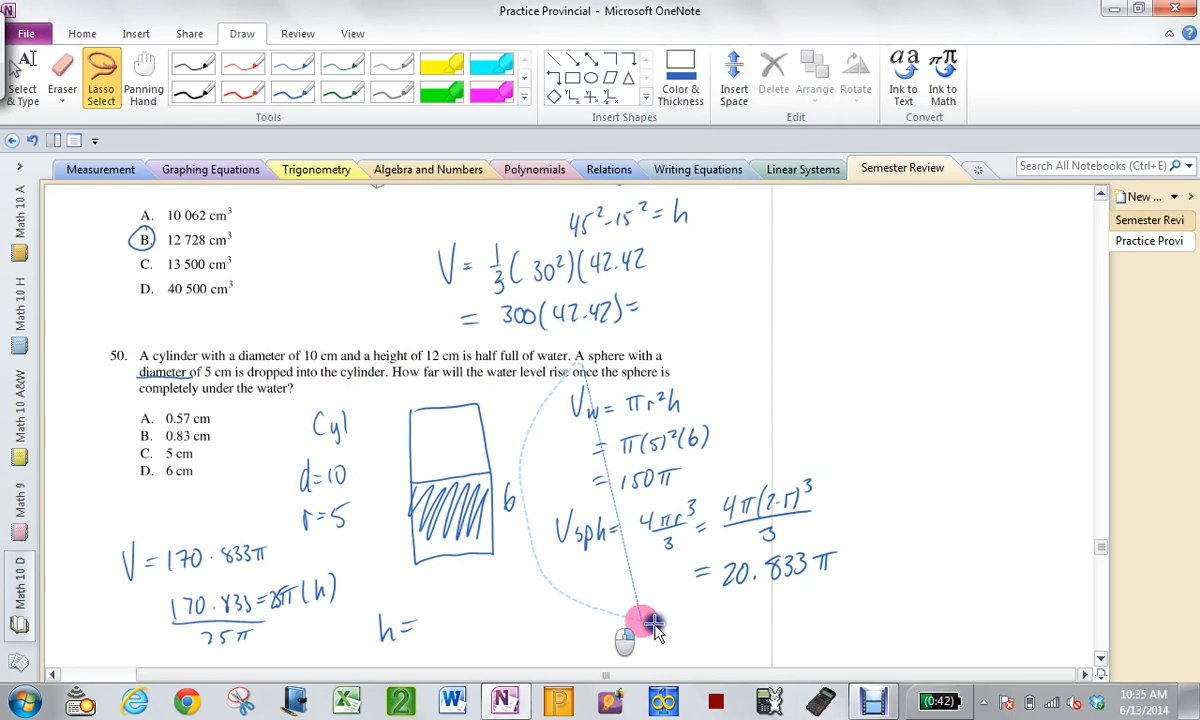 Practice Provincial - Microsoft OneNote
File Home Insert Draw Review View
Select & Type
Eraser
Lasso Select
Panning Hand
Color & Thickness
Insert Space
Delete
Arrange
Rotate
Ink to Text
Ink to Math
Tools
Insert Shapes
Edit
Convert
Measurement Graphing Equations Trigonometry Algebra and Numbers Polynomials Relations Writing Equations Linear Systems Semester Review
Search All Notebooks (Ctrl+E)
New ...
Semester Revi
Practice Provi
Math 10 A
Math 10 H
Math 10 A&W
Math 9
Math 10 D
A. 10 062 cm³
B. 12 728 cm³
C. 13 500 cm³
D. 40 500 cm³
45²-15² = h
V = 1/3 (30²)(42.42
= 300(42.42)=
50. A cylinder with a diameter of 10 cm and a height of 12 cm is half full of water. A sphere with a
diameter of 5 cm is dropped into the cylinder. How far will the water level rise once the sphere is
completely under the water?
A. 0.57 cm
B. 0.83 cm
C. 5 cm
D. 6 cm
Cyl
d=10
r=5
6
Vw = πr²h
= π(5)²(6)
= 150π
Vsph = 4πr³/3 = 4π(2.5)³/3
= 20.833π
V = 170.833π
170.833 = 25π(h)
25π
h=
(0:42)
10:35 AM
6/13/2014